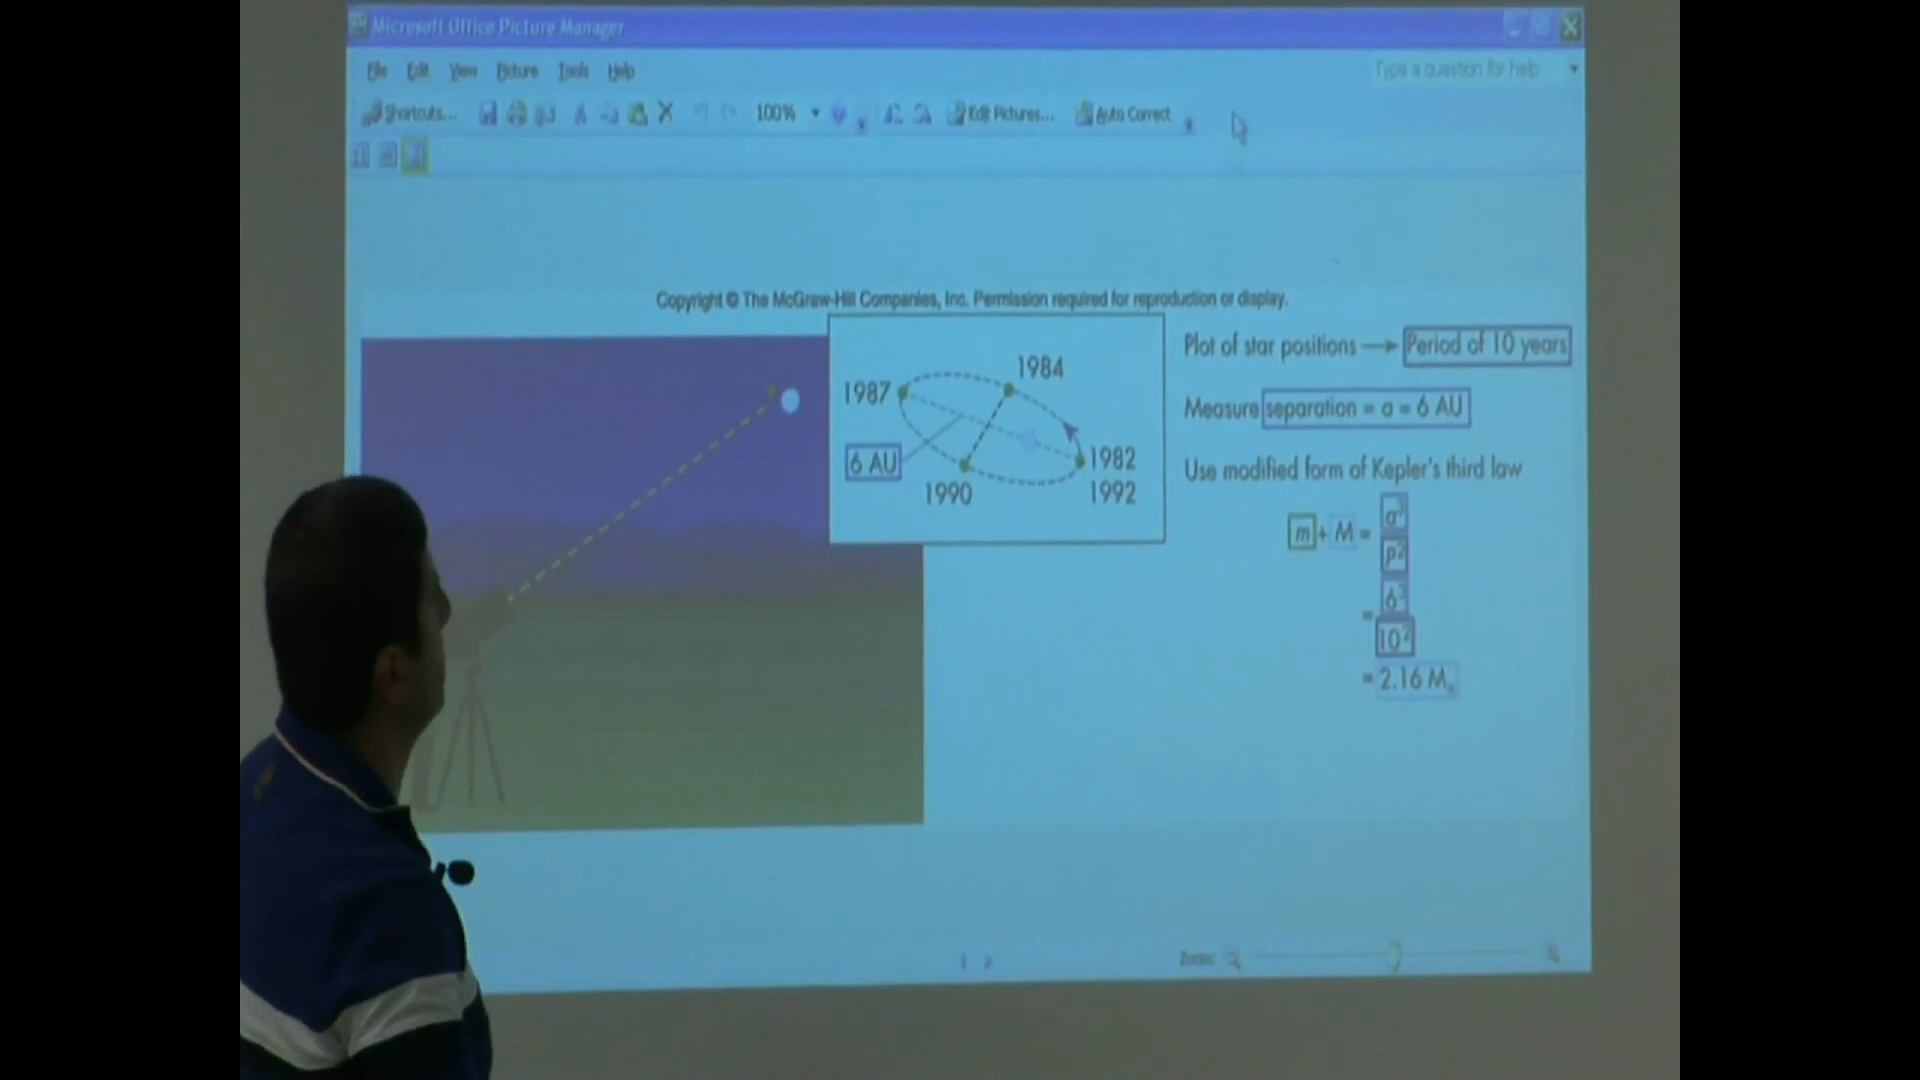 Microsoft Office Picture Manager
File Edit View Picture Tools Help
Type a question for help
Shortcuts... 100% Edit Pictures... Auto Correct
Copyright © The McGraw-Hill Companies, Inc. Permission required for reproduction or display.
1984
1987
6 AU
1982
1990
1992
Plot of star positions → Period of 10 years
Measure separation = a = 6 AU
Use modified form of Kepler's third law
m + M = a³
P²
= 6³
10²
= 2.16 M
Zoom: